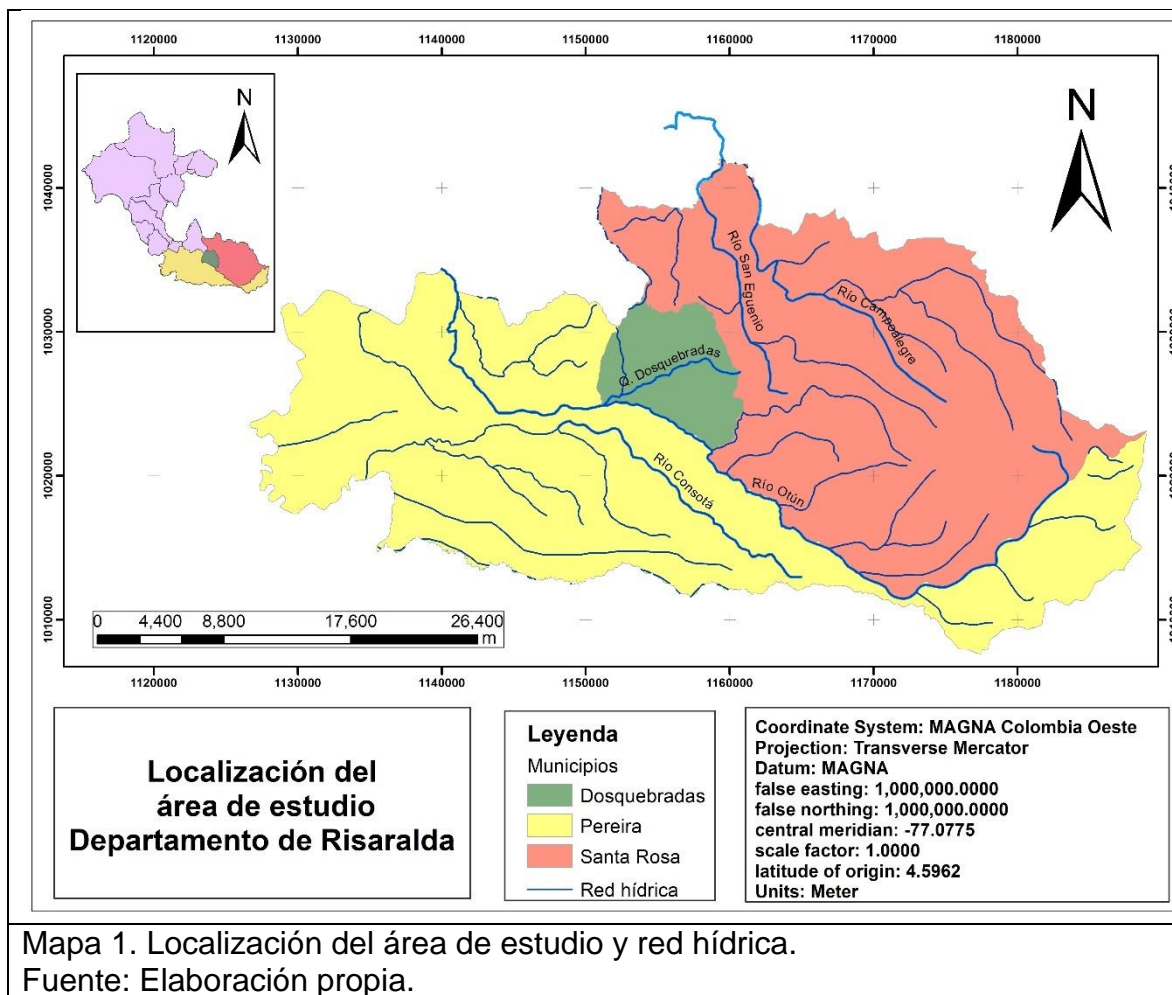 1120000 1130000 1140000 1150000 1160000 1170000 1180000
N
N
1040000
1030000
1020000
1010000
Río San Eguenio
Río Campoalegre
Q. Dosquebradas
Río Consotá
Río Otún
0 4,400 8,800 17,600 26,400
m
1120000 1130000 1140000 1150000 1160000 1170000 1180000
Localización del
área de estudio
Departamento de Risaralda
Leyenda
Municipios
Dosquebradas
Pereira
Santa Rosa
Red hídrica
Coordinate System: MAGNA Colombia Oeste
Projection: Transverse Mercator
Datum: MAGNA
false easting: 1,000,000.0000
false northing: 1,000,000.0000
central meridian: -77.0775
scale factor: 1.0000
latitude of origin: 4.5962
Units: Meter
Mapa 1. Localización del área de estudio y red hídrica.
Fuente: Elaboración propia.